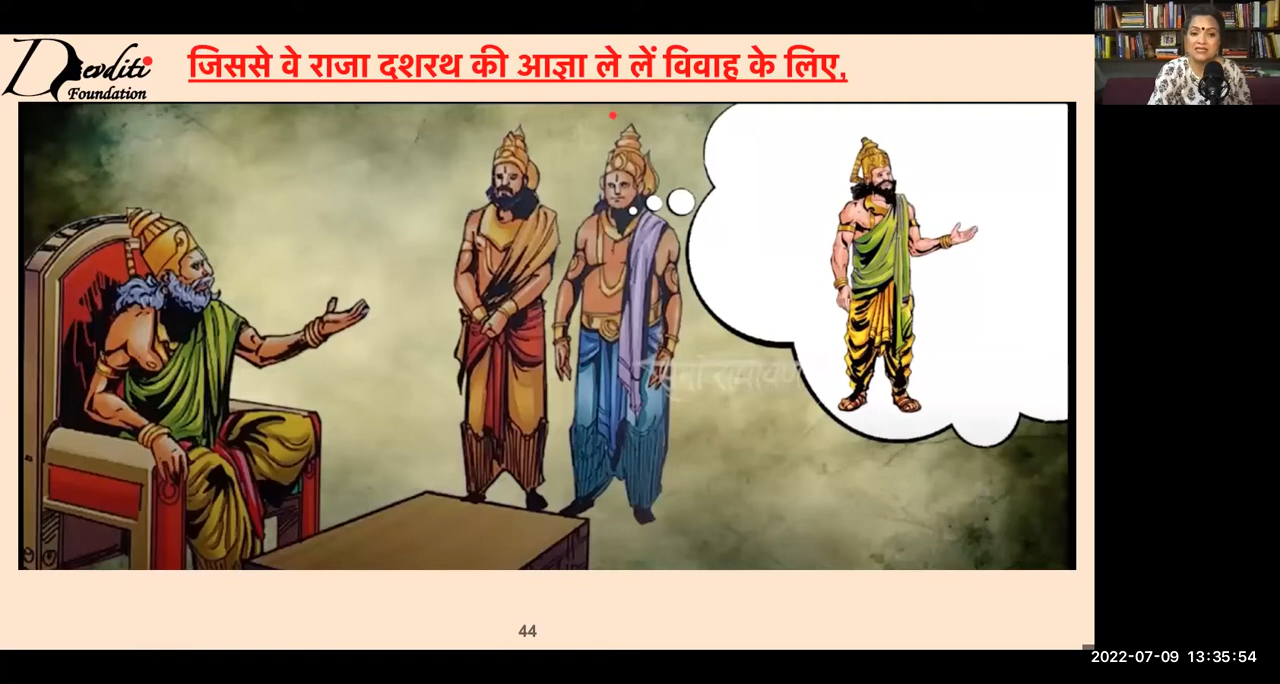 Devditi
Foundation
जिससे वे राजा दशरथ की आज्ञा ले लें विवाह के लिए,
44
2022-07-09 13:35:54